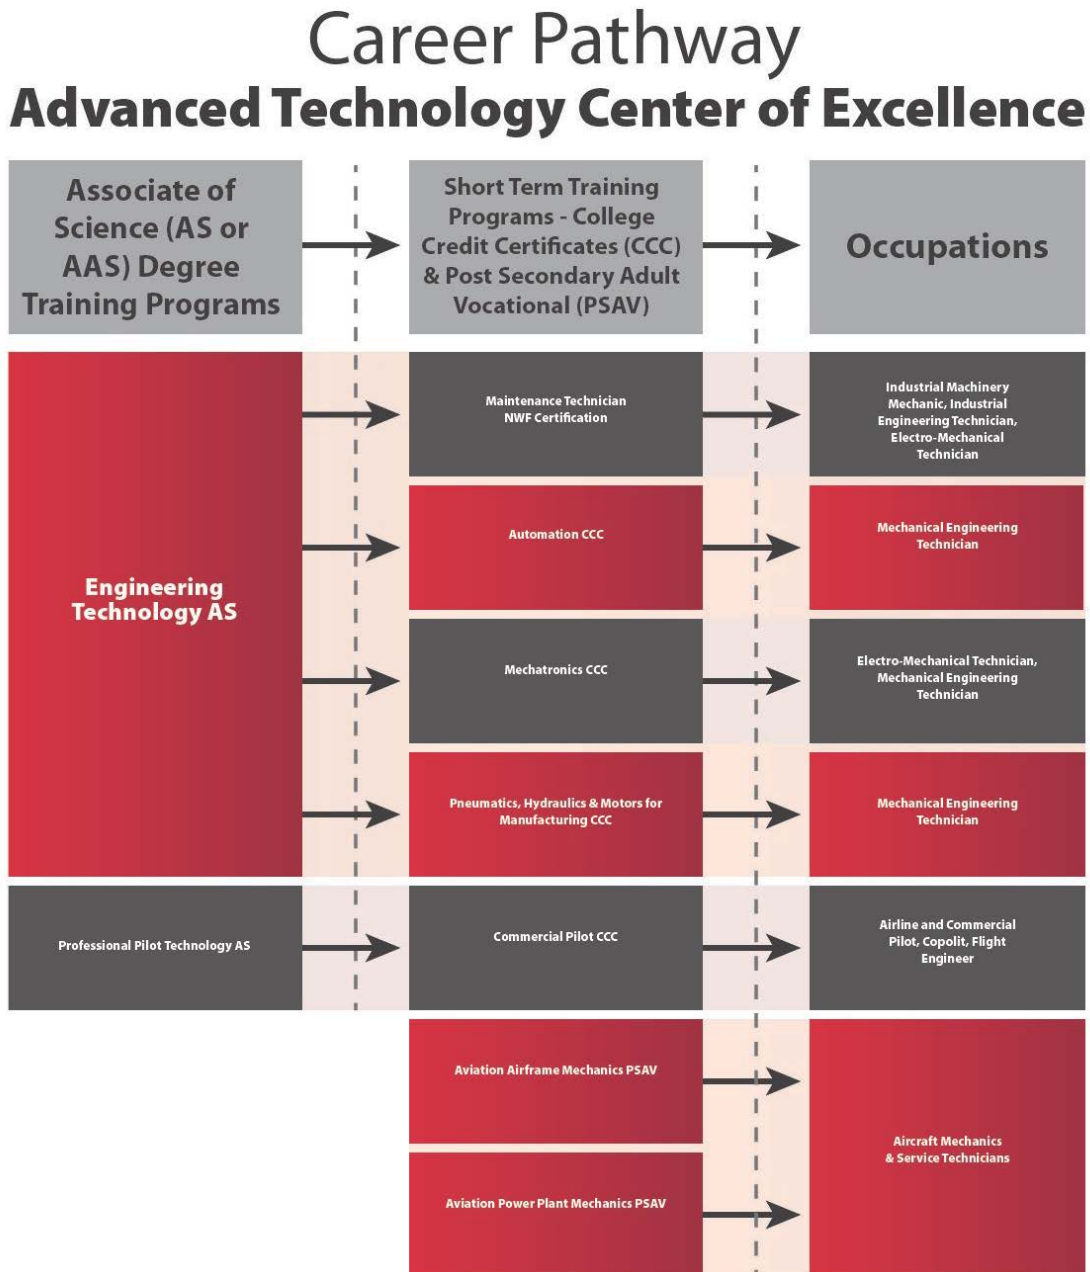 Career Pathway
Advanced Technology Center of Excellence
Associate of
Science (AS or
AAS) Degree
Training Programs
Short Term Training
Programs - College
Credit Certificates (CCC)
& Post Secondary Adult
Vocational (PSAV)
Occupations
Engineering
Technology AS
Maintenance Technician
NWF Certification
Industrial Machinery
Mechanic, Industrial
Engineering Technician,
Electro-Mechanical
Technician
Automation CCC
Mechanical Engineering
Technician
Mechatronics CCC
Electro-Mechanical Technician,
Mechanical Engineering
Technician
Pneumatics, Hydraulics & Motors for
Manufacturing CCC
Mechanical Engineering
Technician
Professional Pilot Technology AS
Commercial Pilot CCC
Airline and Commercial
Pilot, Copolit, Flight
Engineer
Aviation Airframe Mechanics PSAV
Aviation Power Plant Mechanics PSAV
Aircraft Mechanics
& Service Technicians